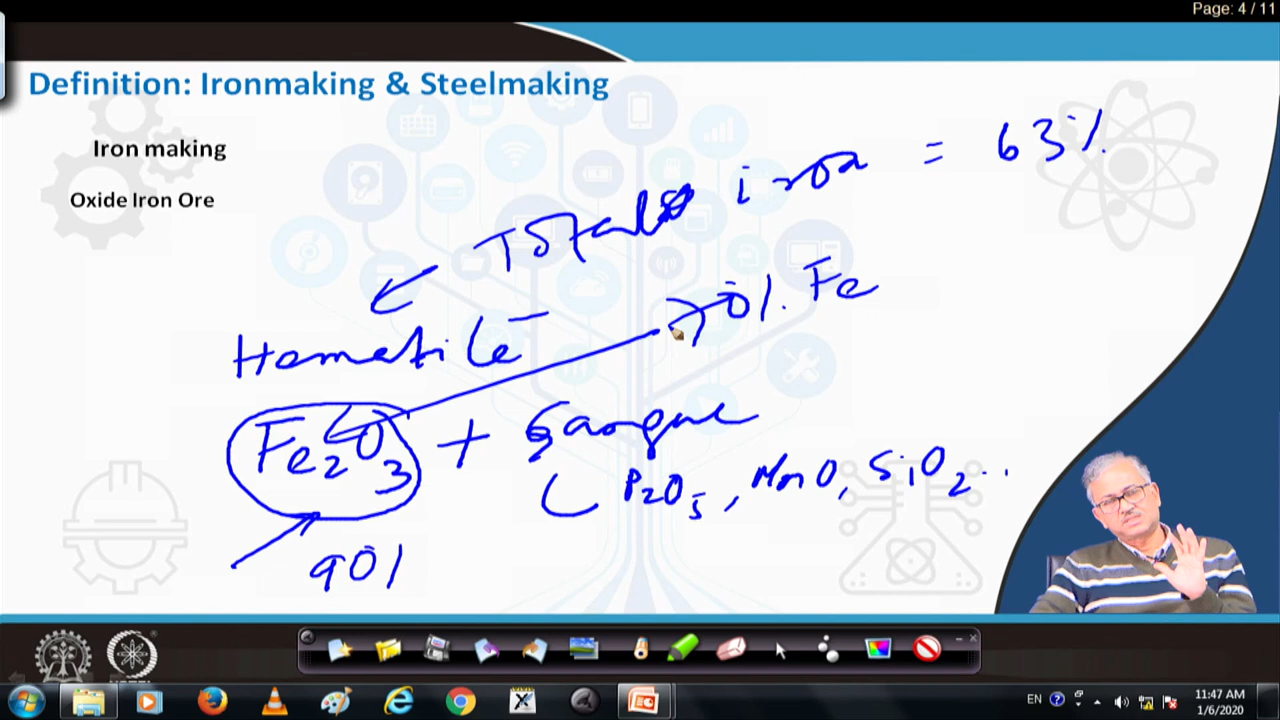 Page: 4 / 11
Definition: Ironmaking & Steelmaking
Iron making
Oxide Iron Ore
Total iron = 63%
Hematite
70%. Fe
Fe2O3 + Gangue
( P2O5, MnO, SiO2 ..
90%
EN
11:47 AM
1/6/2020